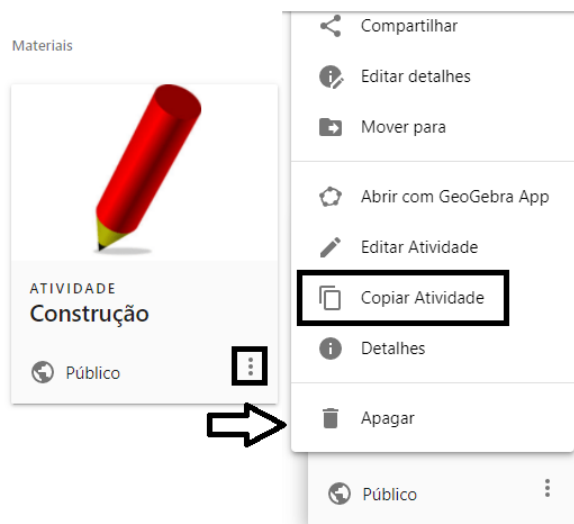 Materiais
ATIVIDADE
Construção
Público
Compartilhar
Editar detalhes
Mover para
Abrir com GeoGebra App
Editar Atividade
Copiar Atividade
Detalhes
Apagar
Público